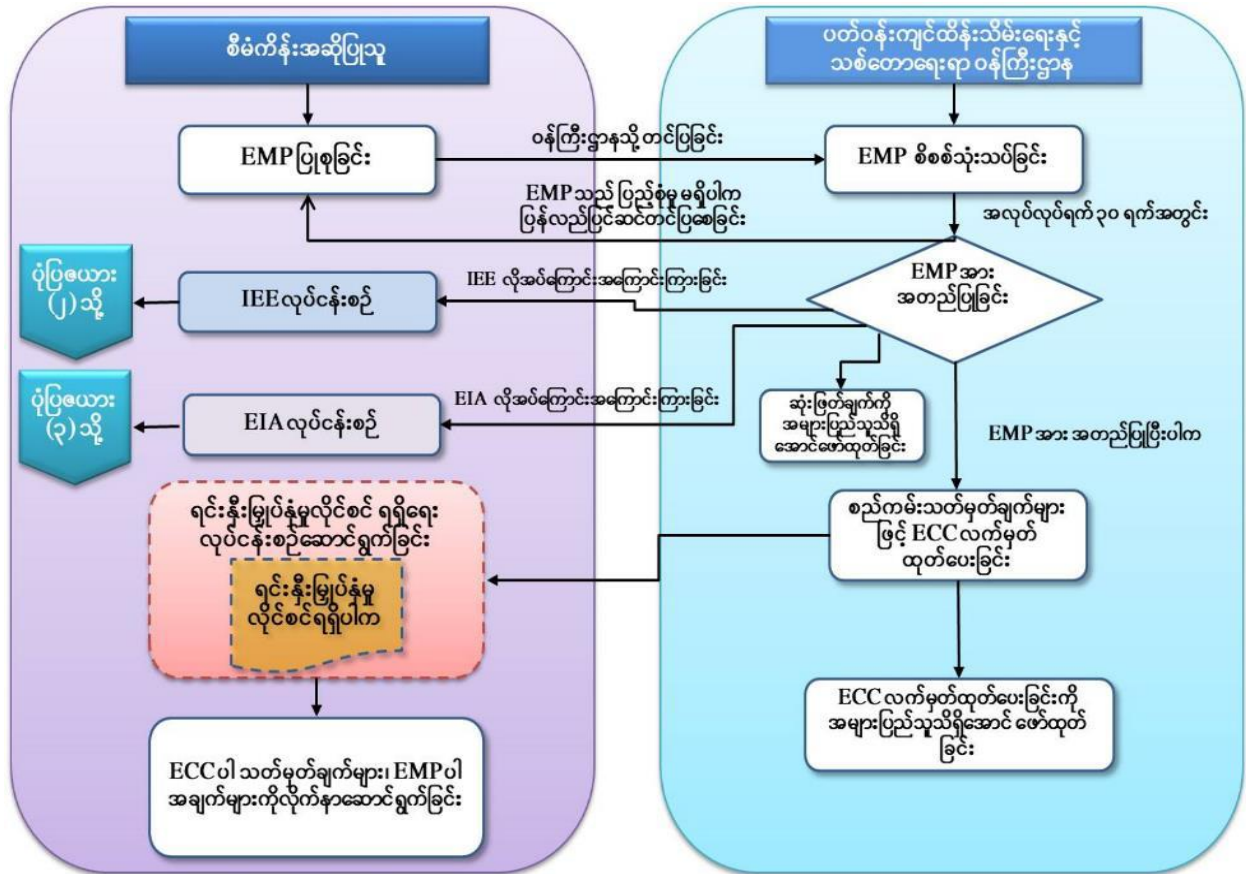 စီမံကိန်းအဆိုပြုသူ
ပတ်ဝန်းကျင်ထိန်းသိမ်းရေးနှင့်
သစ်တောရေးရာ ဝန်ကြီးဌာန
EMP ပြုစုခြင်း
ဝန်ကြီးဌာနသို့ တင်ပြခြင်း
EMP စိစစ်သုံးသပ်ခြင်း
EMP သည် ပြည့်စုံမှု မရှိပါက
ပြန်လည်ပြင်ဆင်တင်ပြစေခြင်း
အလုပ်လုပ်ရက် ၃၀ ရက်အတွင်း
EMP အား
အတည်ပြုခြင်း
ပုံပြဇယား
(၂) သို့
IEE လုပ်ငန်းစဉ်
IEE လိုအပ်ကြောင်းအကြောင်းကြားခြင်း
ပုံပြဇယား
(၃) သို့
EIA လုပ်ငန်းစဉ်
EIA လိုအပ်ကြောင်းအကြောင်းကြားခြင်း
ဆုံးဖြတ်ချက်ကို
အများပြည်သူသိရှိ
အောင်ဖော်ထုတ်ခြင်း
EMP အား အတည်ပြုပြီးပါက
ရင်းနှီးမြှုပ်နှံမှုလိုင်စင် ရရှိရေး
လုပ်ငန်းစဉ်ဆောင်ရွက်ခြင်း
ရင်းနှီးမြှုပ်နှံမှု
လိုင်စင်ရရှိပါက
စည်းကမ်းသတ်မှတ်ချက်များ
ဖြင့် ECC လက်မှတ်
ထုတ်ပေးခြင်း
ECC လက်မှတ်ထုတ်ပေးခြင်းကို
အများပြည်သူသိရှိအောင် ဖော်ထုတ်
ခြင်း
ECC ပါ သတ်မှတ်ချက်များ၊ EMP ပါ
အချက်များကိုလိုက်နာဆောင်ရွက်ခြင်း